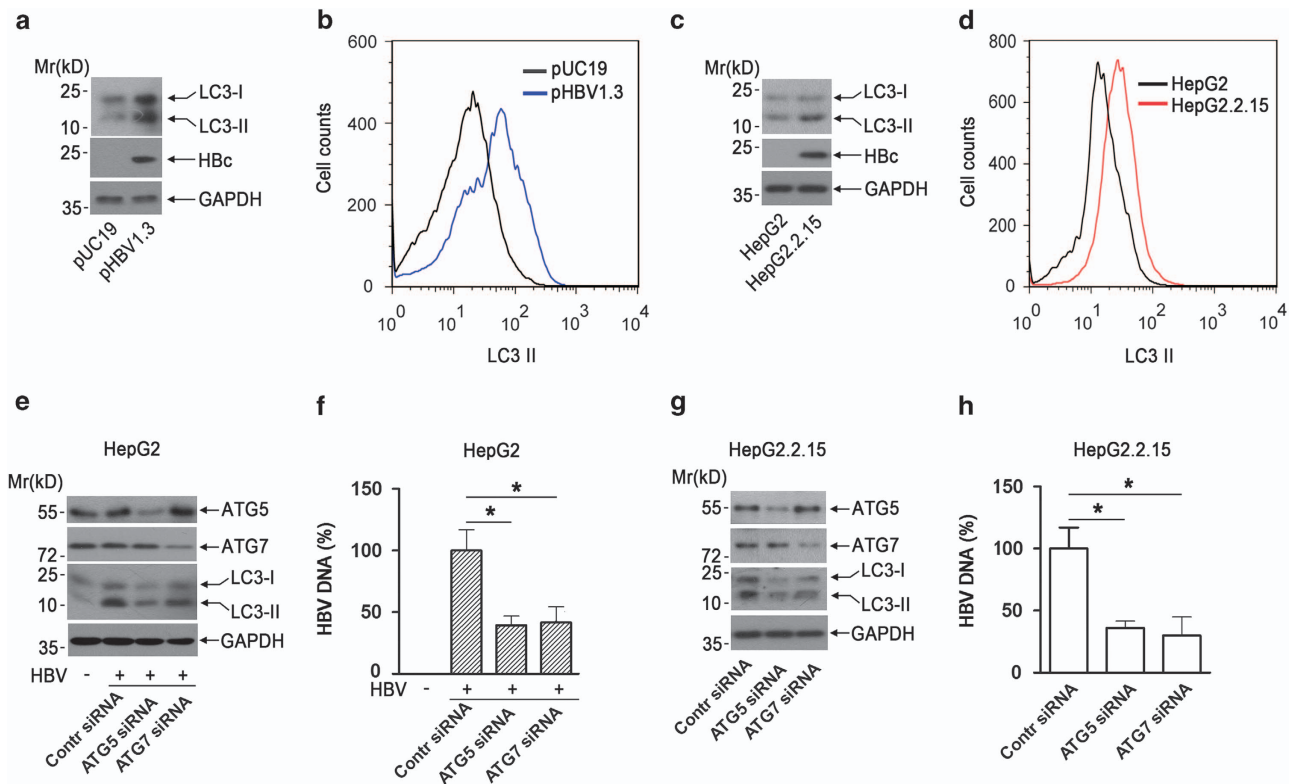 a
Mr(kD)
25-
LC3-I
10-
LC3-II
25-
HBc
35-
GAPDH
pUC19
pHBV1.3
b
600
400
200
0
Cell counts
pUC19
pHBV1.3
10^0 10^1 10^2 10^3 10^4
LC3 II
c
Mr(kD)
25-
LC3-I
10-
LC3-II
25-
HBc
35-
GAPDH
HepG2
HepG2.2.15
d
800
600
400
200
0
Cell counts
HepG2
HepG2.2.15
10^0 10^1 10^2 10^3 10^4
LC3 II
e
HepG2
Mr(kD)
55-
ATG5
72-
ATG7
25-
LC3-I
10-
LC3-II
35-
GAPDH
HBV - + + +
Contr siRNA
ATG5 siRNA
ATG7 siRNA
f
HepG2
150
100
50
0
HBV DNA (%)
*
*
HBV - + + +
Contr siRNA
ATG5 siRNA
ATG7 siRNA
g
HepG2.2.15
Mr(kD)
55-
ATG5
72-
ATG7
25-
LC3-I
10-
LC3-II
35-
GAPDH
Contr siRNA
ATG5 siRNA
ATG7 siRNA
h
HepG2.2.15
150
100
50
0
HBV DNA (%)
*
*
Contr siRNA
ATG5 siRNA
ATG7 siRNA